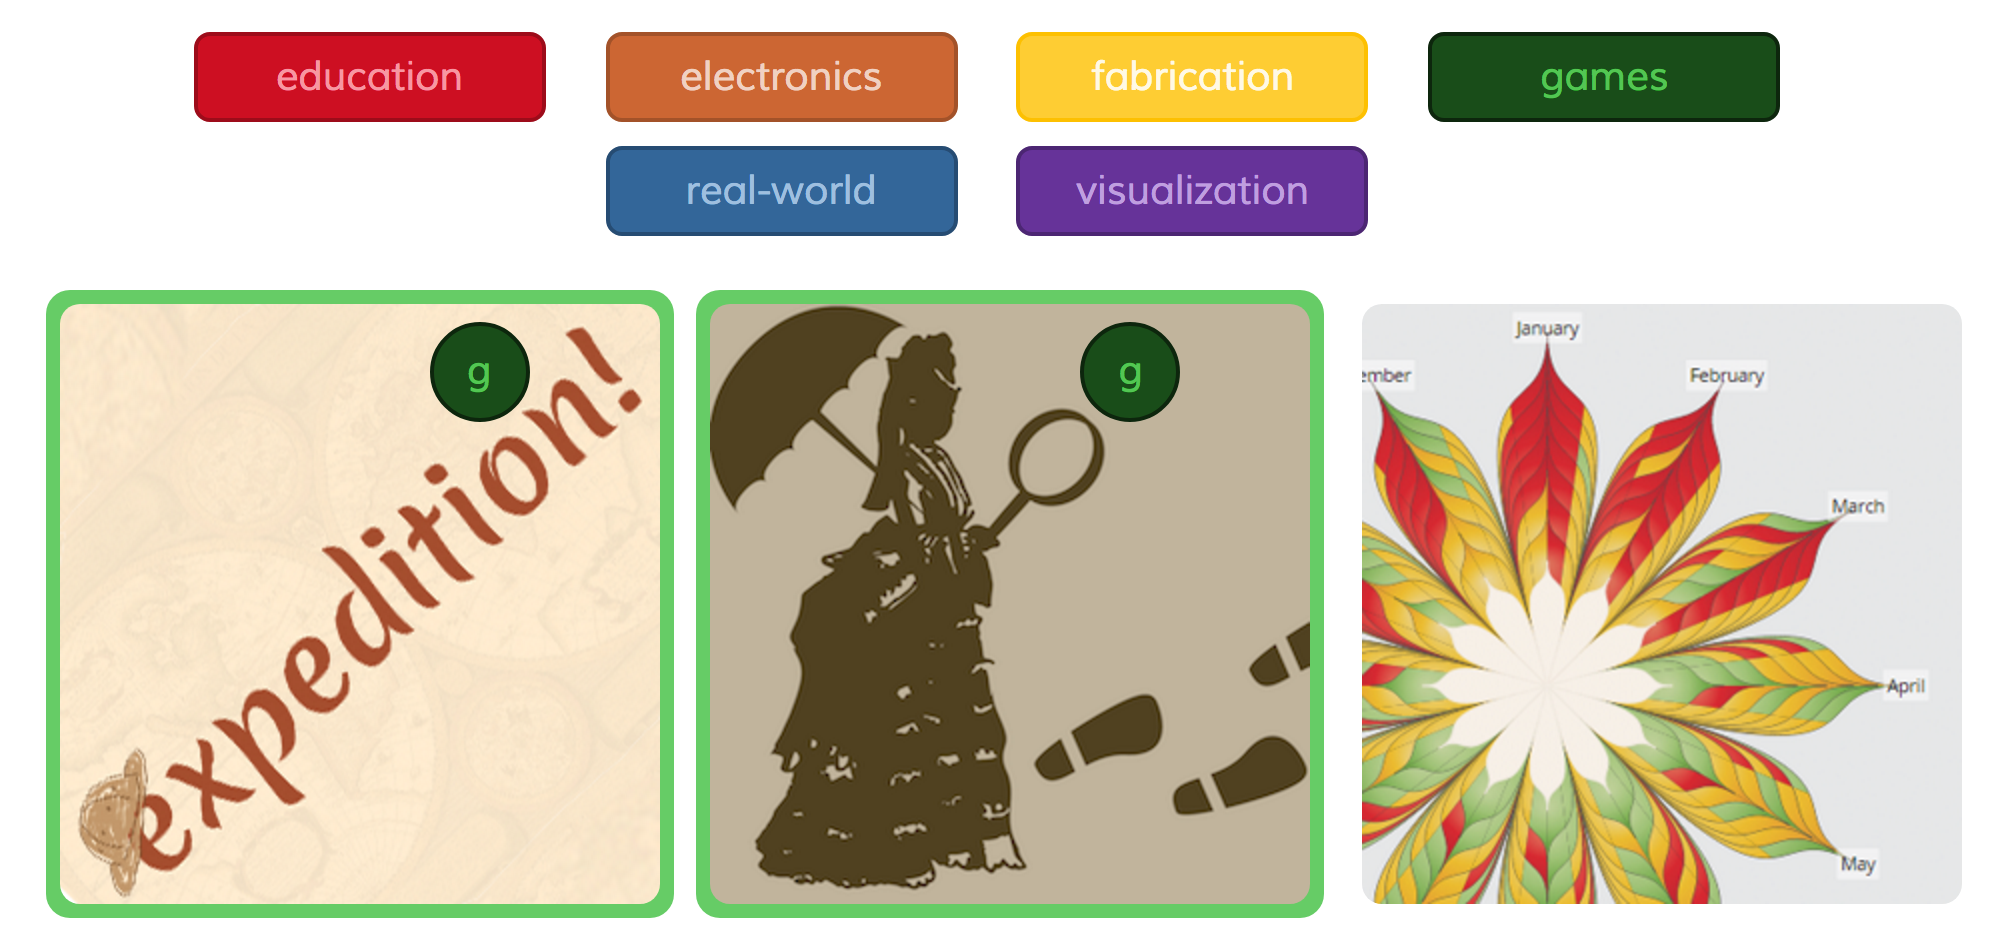 education
electronics
fabrication
games
real-world
visualization
expedition!
g
g
January
ember
February
March
April
May